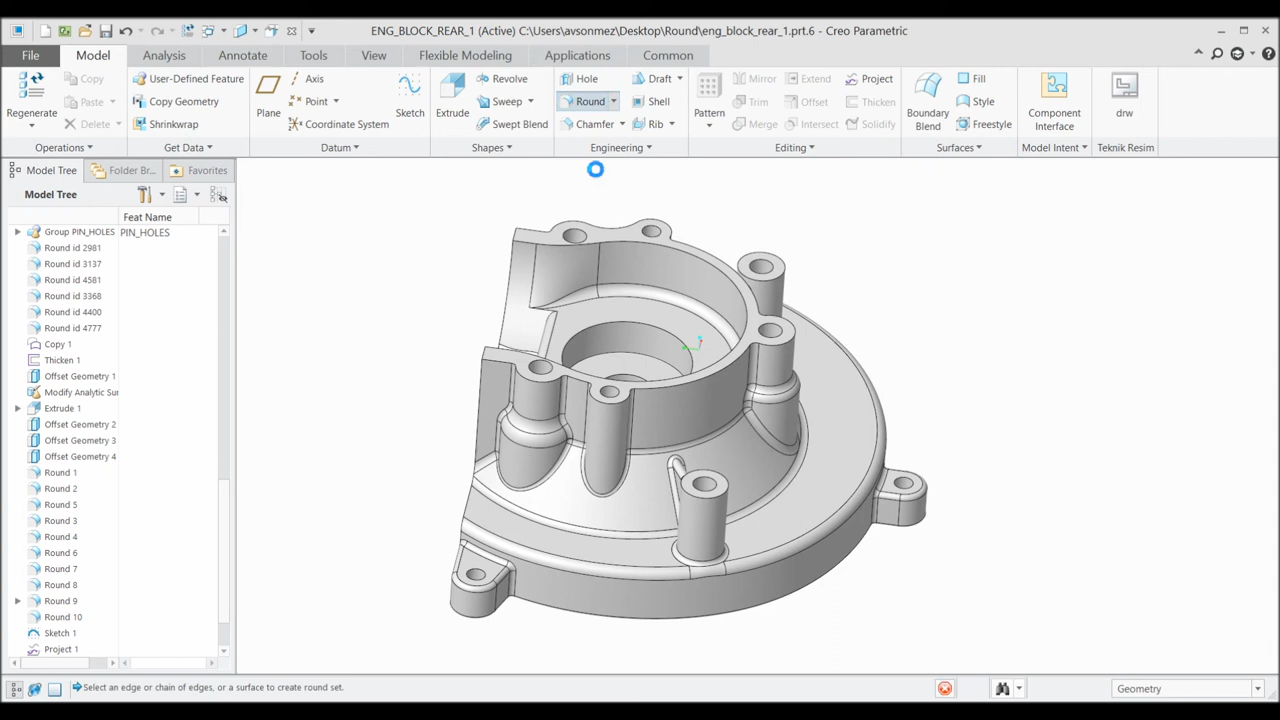 ENG_BLOCK_REAR_1 (Active) C:\Users\avsonmez\Desktop\Round\eng_block_rear_1.prt.6 - Creo Parametric
File Model Analysis Annotate Tools View Flexible Modeling Applications Common
Regenerate Copy Paste Delete
Operations
User-Defined Feature
Copy Geometry
Shrinkwrap
Get Data
Plane Axis Point Coordinate System Sketch
Datum
Extrude Revolve Sweep Swept Blend
Shapes
Hole Draft
Round Shell
Chamfer Rib
Engineering
Pattern Mirror Extend Project
Trim Offset Thicken
Merge Intersect Solidify
Editing
Boundary Blend Fill Style Freestyle
Surfaces
Component Interface
Model Intent
drw
Teknik Resim
Model Tree Folder Br... Favorites
Model Tree
Feat Name
Group PIN_HOLES PIN_HOLES
Round id 2981
Round id 3137
Round id 4581
Round id 3368
Round id 4400
Round id 4777
Copy 1
Thicken 1
Offset Geometry 1
Modify Analytic Sur
Extrude 1
Offset Geometry 2
Offset Geometry 3
Offset Geometry 4
Round 1
Round 2
Round 5
Round 3
Round 4
Round 6
Round 7
Round 8
Round 9
Round 10
Sketch 1
Project 1
Select an edge or chain of edges, or a surface to create round set.
Geometry